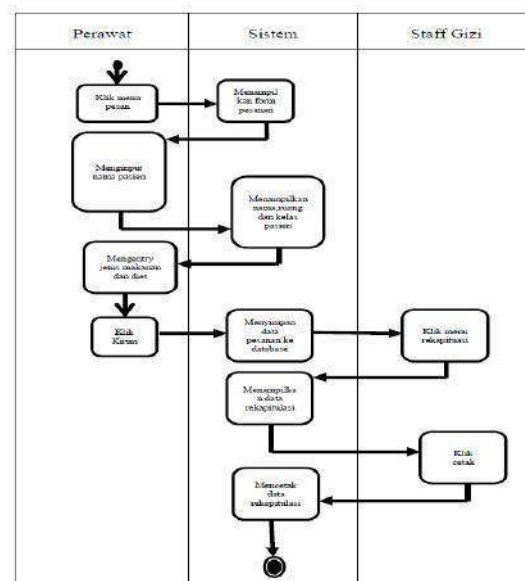 Perawat
Sistem
Staff Gizi
Klik menu
pesan
Menampil
kan form
pesanan
Menginput
nama pasien
Menampilkan
nama,ruang
dan kelas
pasien
Mengentry
jenis makanan
dan diet
Klik
Kirim
Menyimpan
data
pesanan ke
database
Klik menu
rekapitulasi
Menampilka
n data
rekapitulasi
Klik
cetak
Mencetak
data
rekapitulasi